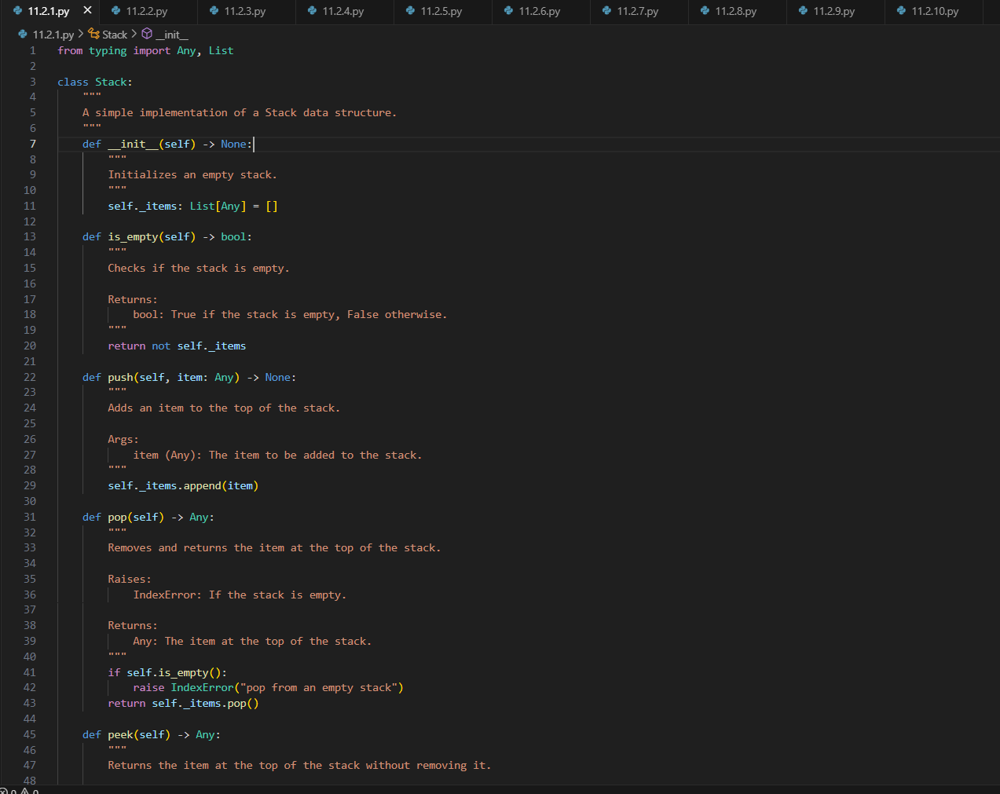 11.2.1.py 11.2.2.py 11.2.3.py 11.2.4.py 11.2.5.py 11.2.6.py 11.2.7.py 11.2.8.py 11.2.9.py 11.2.10.py
11.2.1.py > Stack > __init__
1 from typing import Any, List
2
3 class Stack:
4     """
5     A simple implementation of a Stack data structure.
6     """
7     def __init__(self) -> None:
8         """
9         Initializes an empty stack.
10         """
11         self._items: List[Any] = []
12
13     def is_empty(self) -> bool:
14         """
15         Checks if the stack is empty.
16
17         Returns:
18             bool: True if the stack is empty, False otherwise.
19         """
20         return not self._items
21
22     def push(self, item: Any) -> None:
23         """
24         Adds an item to the top of the stack.
25
26         Args:
27             item (Any): The item to be added to the stack.
28         """
29         self._items.append(item)
30
31     def pop(self) -> Any:
32         """
33         Removes and returns the item at the top of the stack.
34
35         Raises:
36             IndexError: If the stack is empty.
37
38         Returns:
39             Any: The item at the top of the stack.
40         """
41         if self.is_empty():
42             raise IndexError("pop from an empty stack")
43         return self._items.pop()
44
45     def peek(self) -> Any:
46         """
47         Returns the item at the top of the stack without removing it.
48
0 0